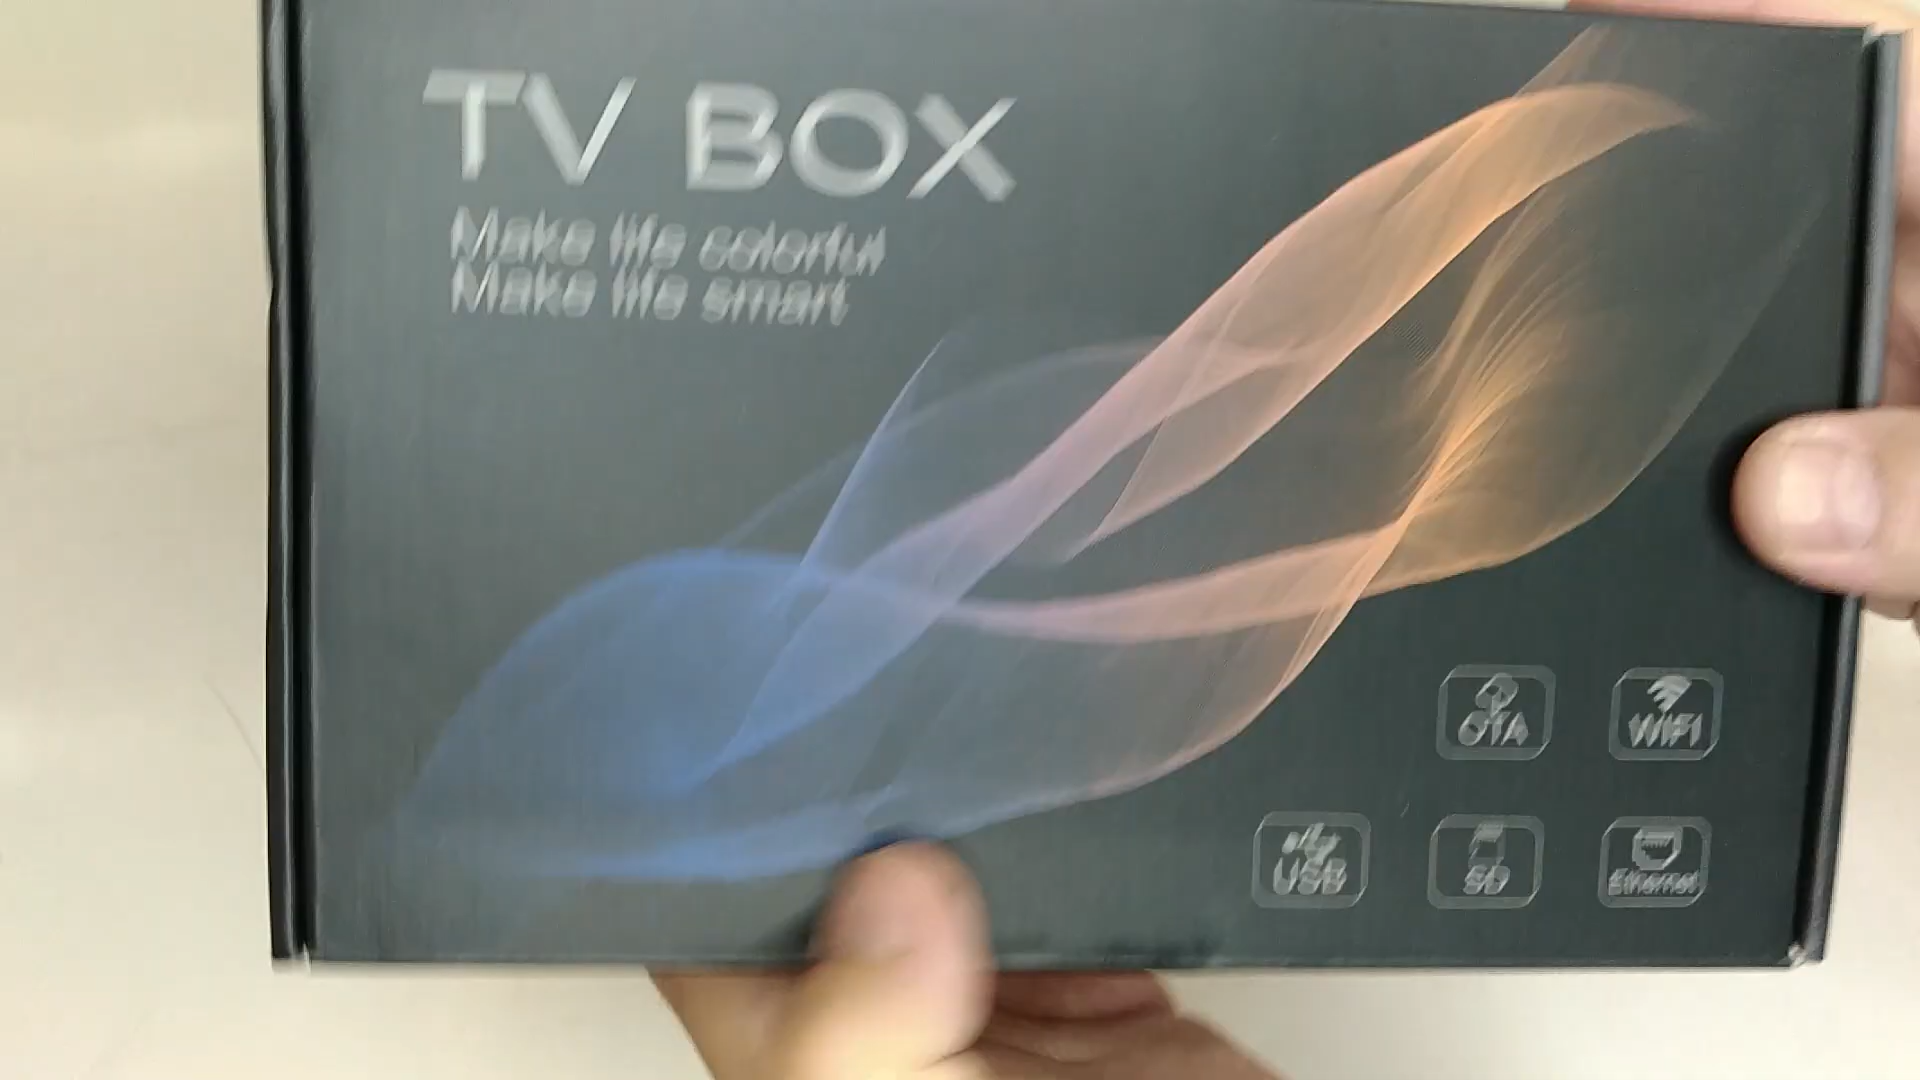 TV BOX
Make life colorful
Make life smart
OTA
WIFI
USB
SD
Ethernet